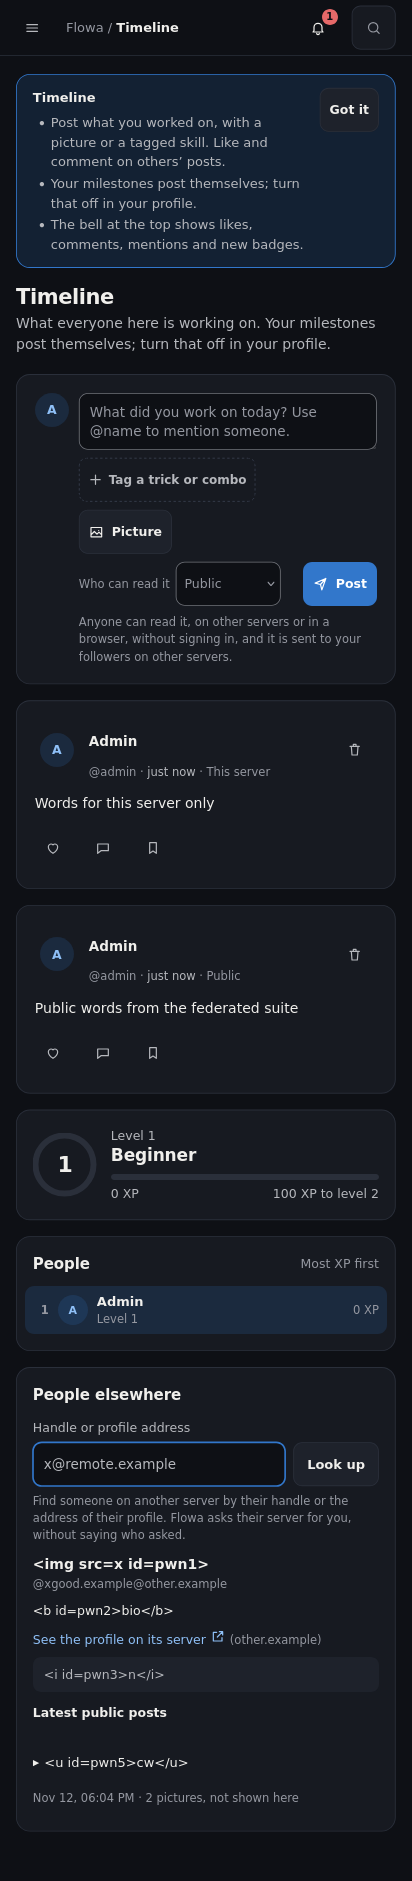 Flowa / Timeline
1
Timeline
Got it
• Post what you worked on, with a
picture or a tagged skill. Like and
comment on others’ posts.
• Your milestones post themselves; turn
that off in your profile.
• The bell at the top shows likes,
comments, mentions and new badges.
Timeline
What everyone here is working on. Your milestones
post themselves; turn that off in your profile.
A
What did you work on today? Use
@name to mention someone.
Tag a trick or combo
Picture
Who can read it Public Post
Anyone can read it, on other servers or in a
browser, without signing in, and it is sent to your
followers on other servers.
A
Admin
@admin · just now · This server
Words for this server only
A
Admin
@admin · just now · Public
Public words from the federated suite
1
Level 1
Beginner
0 XP 100 XP to level 2
People Most XP first
1 A Admin 0 XP
Level 1
People elsewhere
Handle or profile address
x@remote.example Look up
Find someone on another server by their handle or the
address of their profile. Flowa asks their server for you,
without saying who asked.
<img src=x id=pwn1>
@xgood.example@other.example
<b id=pwn2>bio</b>
See the profile on its server (other.example)
<i id=pwn3>n</i>
Latest public posts
▸ <u id=pwn5>cw</u>
Nov 12, 06:04 PM · 2 pictures, not shown here